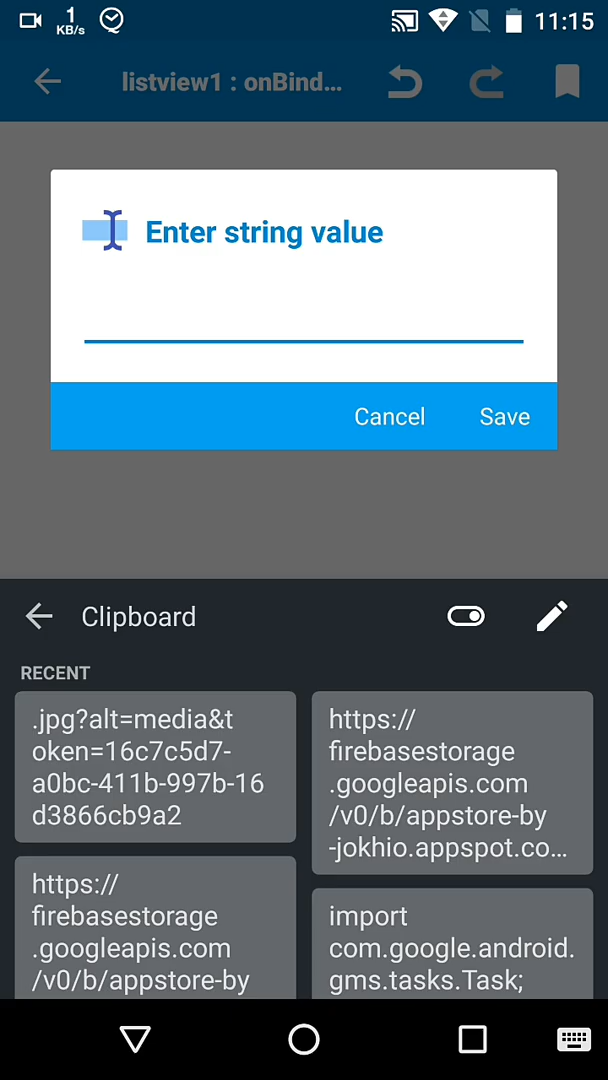 1
KB/s
11:15
listview1 : onBind...
Enter string value
Cancel
Save
Clipboard
RECENT
.jpg?alt=media&t
oken=16c7c5d7-
a0bc-411b-997b-16
d3866cb9a2
https://
firebasestorage
.googleapis.com
/v0/b/appstore-by
-jokhio.appspot.co...
https://
firebasestorage
.googleapis.com
/v0/b/appstore-by
import
com.google.android.
gms.tasks.Task;